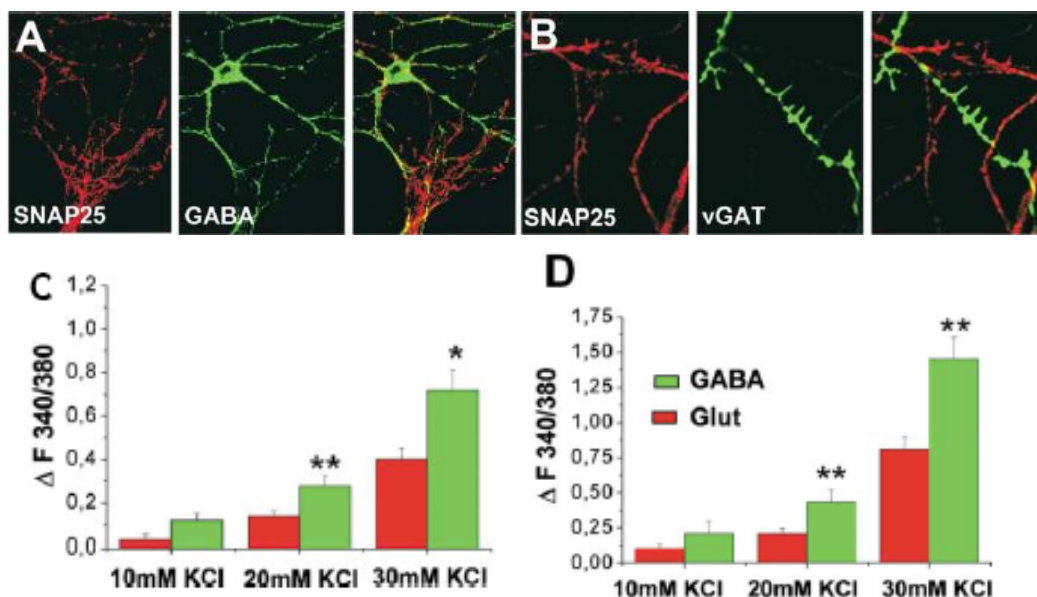 A
B
SNAP25
GABA
SNAP25
vGAT
C
Δ F 340/380
1,2
1,0
0,8
0,6
0,4
0,2
0,0
**
*
10mM KCl
20mM KCl
30mM KCl
D
Δ F 340/380
1,75
1,50
1,25
1,00
0,75
0,50
0,25
0,00
GABA
Glut
**
**
10mM KCl
20mM KCl
30mM KCl